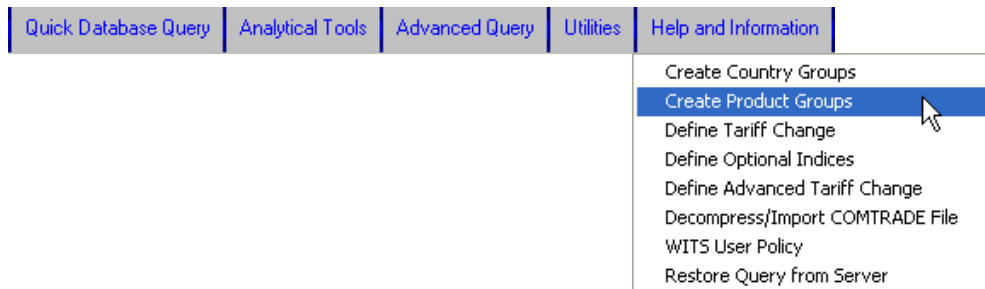 Quick Database Query Analytical Tools Advanced Query Utilities Help and Information
Create Country Groups
Create Product Groups
Define Tariff Change
Define Optional Indices
Define Advanced Tariff Change
Decompress/Import COMTRADE File
WITS User Policy
Restore Query from Server